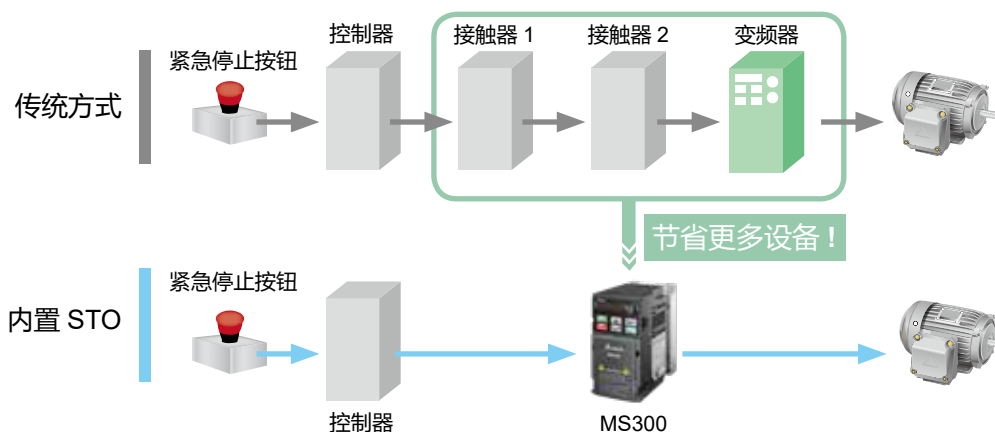 控制器
接触器 1
接触器 2
变频器
紧急停止按钮
传统方式
节省更多设备！
紧急停止按钮
内置 STO
控制器
MS300